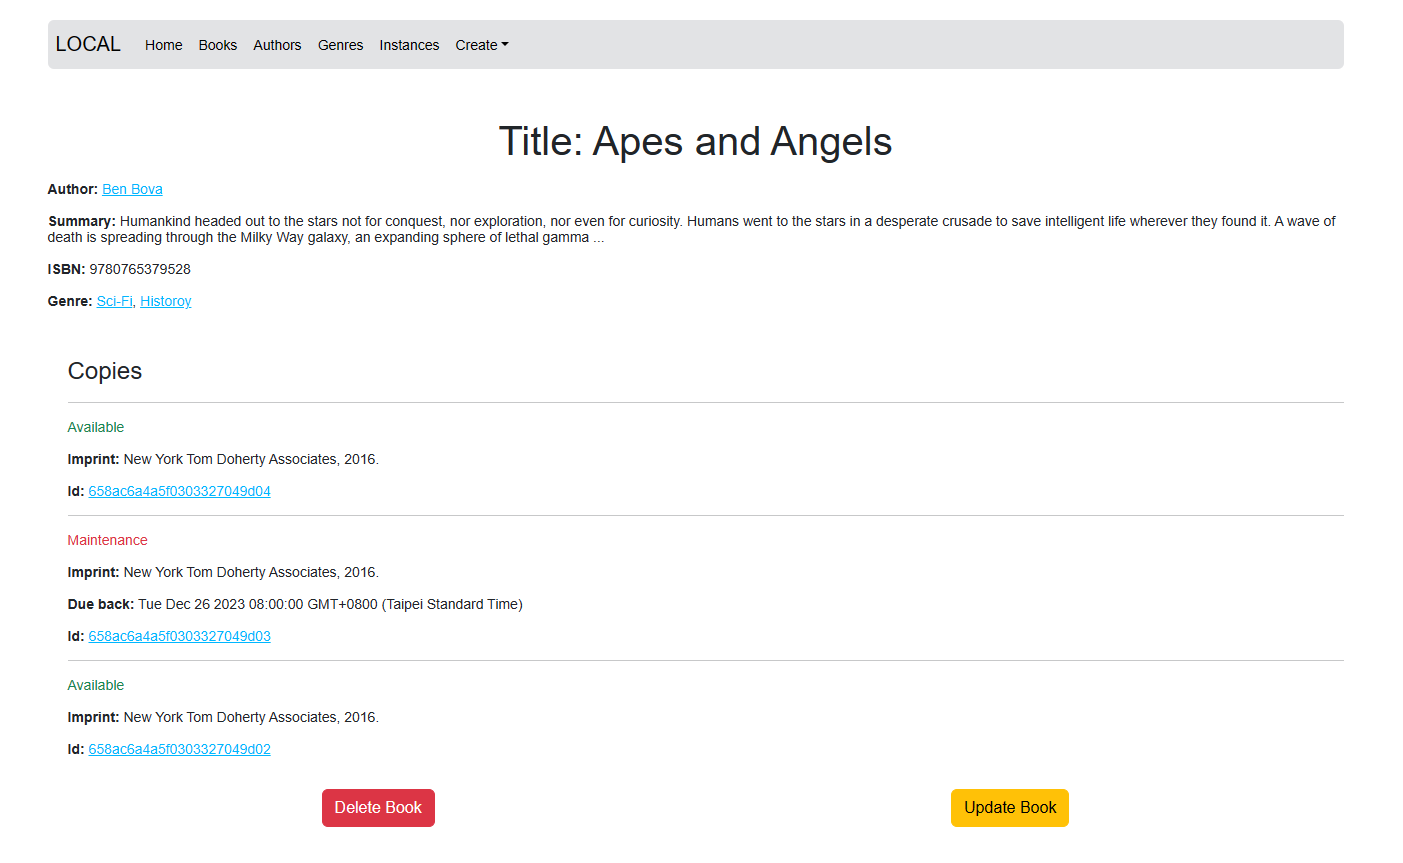 LOCAL Home Books Authors Genres Instances Create
Title: Apes and Angels
Author: Ben Bova
Summary: Humankind headed out to the stars not for conquest, nor exploration, nor even for curiosity. Humans went to the stars in a desperate crusade to save intelligent life wherever they found it. A wave of
death is spreading through the Milky Way galaxy, an expanding sphere of lethal gamma ...
ISBN: 9780765379528
Genre: Sci-Fi, Historoy
Copies
Available
Imprint: New York Tom Doherty Associates, 2016.
Id: 658ac6a4a5f0303327049d04
Maintenance
Imprint: New York Tom Doherty Associates, 2016.
Due back: Tue Dec 26 2023 08:00:00 GMT+0800 (Taipei Standard Time)
Id: 658ac6a4a5f0303327049d03
Available
Imprint: New York Tom Doherty Associates, 2016.
Id: 658ac6a4a5f0303327049d02
Delete Book Update Book